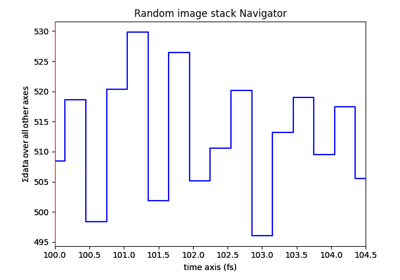 Random image stack Navigator
Σdata over all other axes
530
525
520
515
510
505
500
495
100.0 100.5 101.0 101.5 102.0 102.5 103.0 103.5 104.0 104.5
time axis (fs)